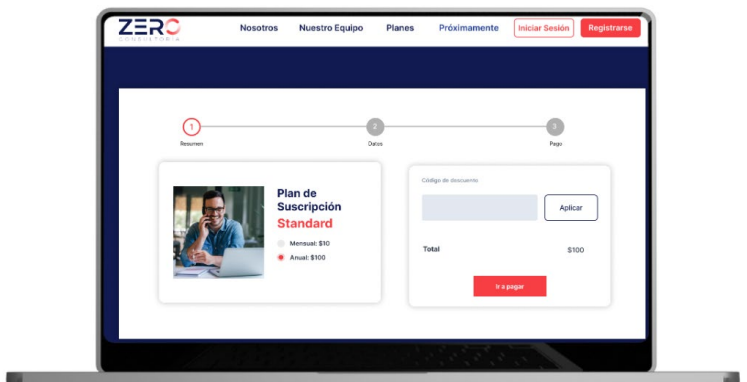 ZERO
CONSULTORÍA
Nosotros
Nuestro Equipo
Planes
Próximamente
Iniciar Sesión
Registrarse
1
2
3
Resumen
Datos
Pago
Plan de
Suscripción
Standard
Mensual: $10
Anual: $100
Código de descuento
Aplicar
Total
$100
Ir a pagar